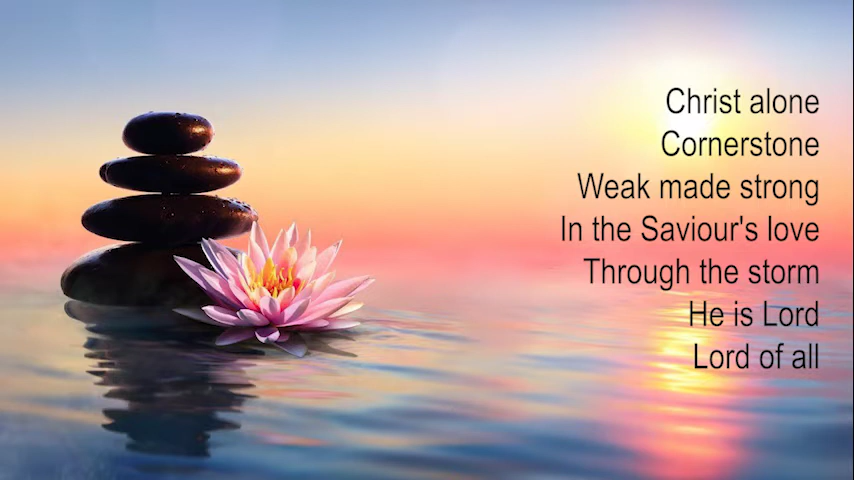 Christ alone
Cornerstone
Weak made strong
In the Saviour's love
Through the storm
He is Lord
Lord of all